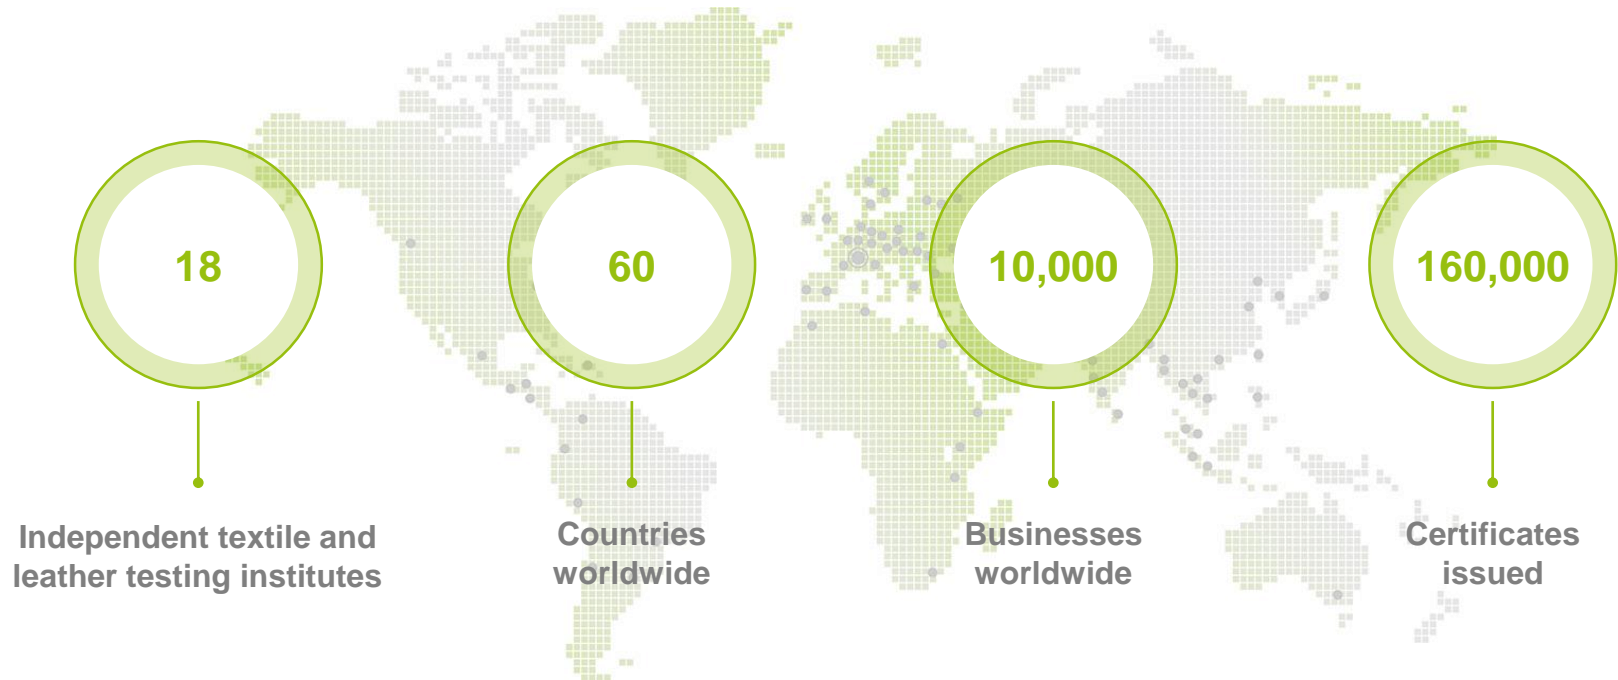 18
Independent textile and
leather testing institutes
60
Countries
worldwide
10,000
Businesses
worldwide
160,000
Certificates
issued